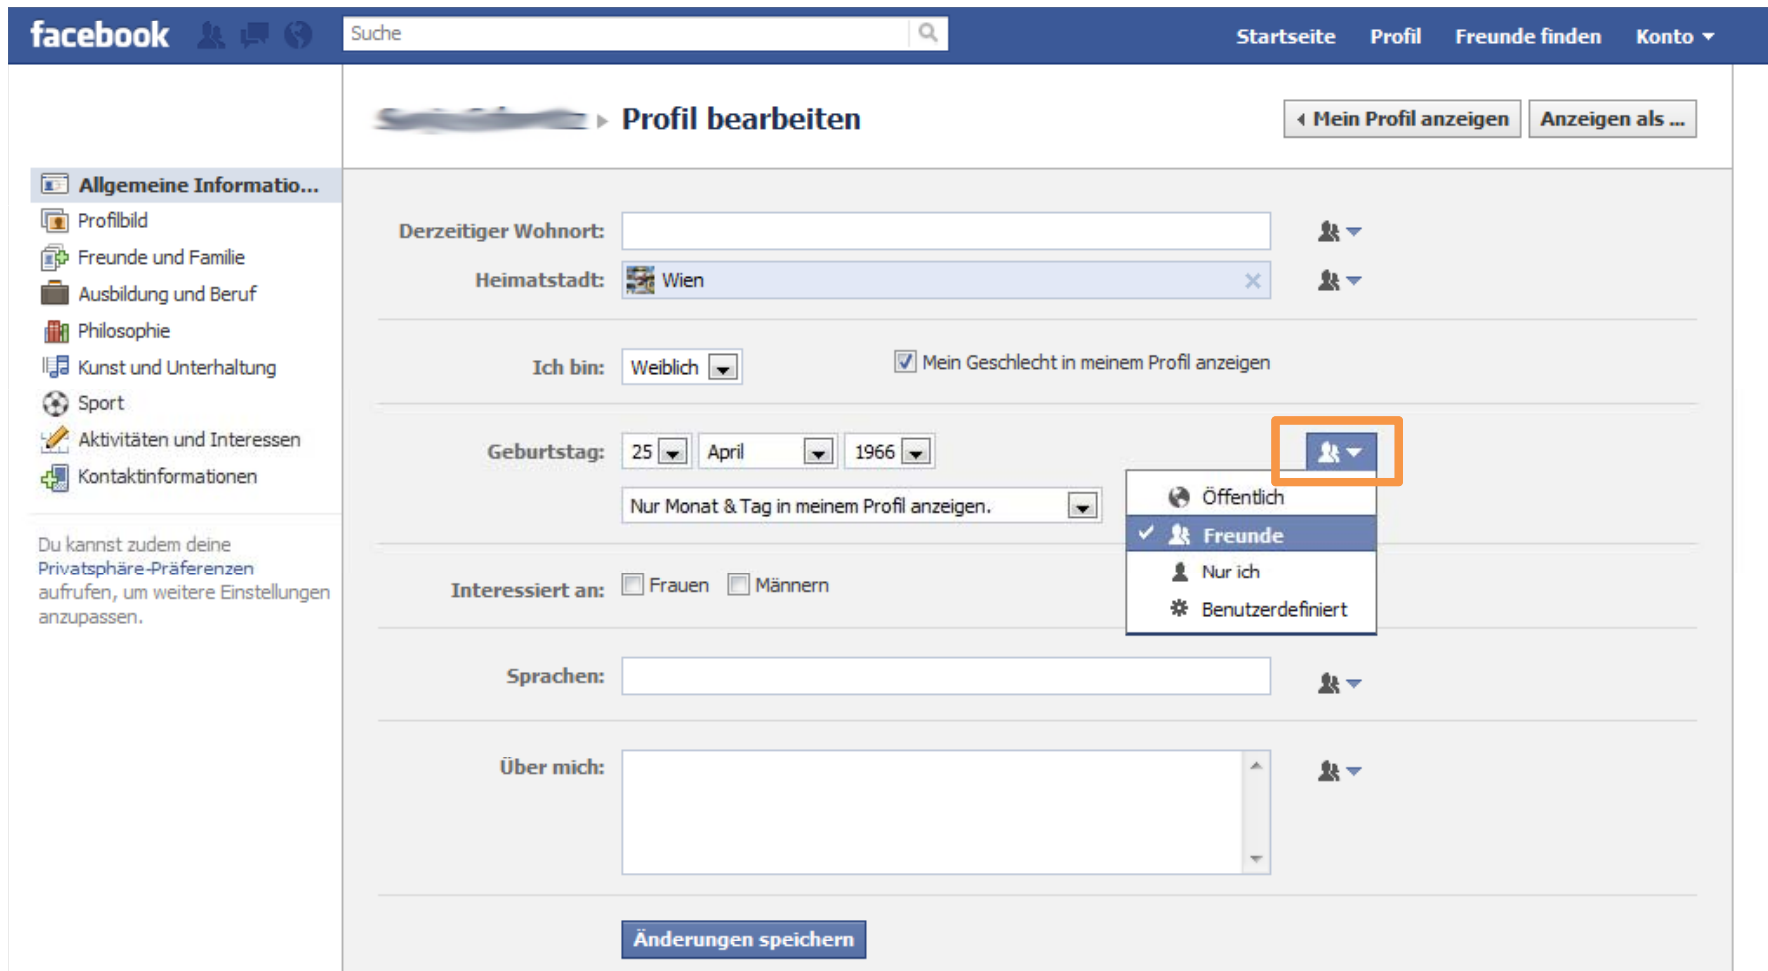 facebook
Suche
Startseite Profil Freunde finden Konto
Profil bearbeiten
Mein Profil anzeigen
Anzeigen als ...
Allgemeine Informatio...
Profilbild
Freunde und Familie
Ausbildung und Beruf
Philosophie
Kunst und Unterhaltung
Sport
Aktivitäten und Interessen
Kontaktinformationen
Du kannst zudem deine
Privatsphäre-Präferenzen
aufrufen, um weitere Einstellungen
anzupassen.
Derzeitiger Wohnort:
Heimatstadt: Wien
Ich bin: Weiblich Mein Geschlecht in meinem Profil anzeigen
Geburtstag: 25 April 1966
Nur Monat & Tag in meinem Profil anzeigen.
Öffentlich
Freunde
Nur ich
Benutzerdefiniert
Interessiert an: Frauen Männern
Sprachen:
Über mich:
Änderungen speichern